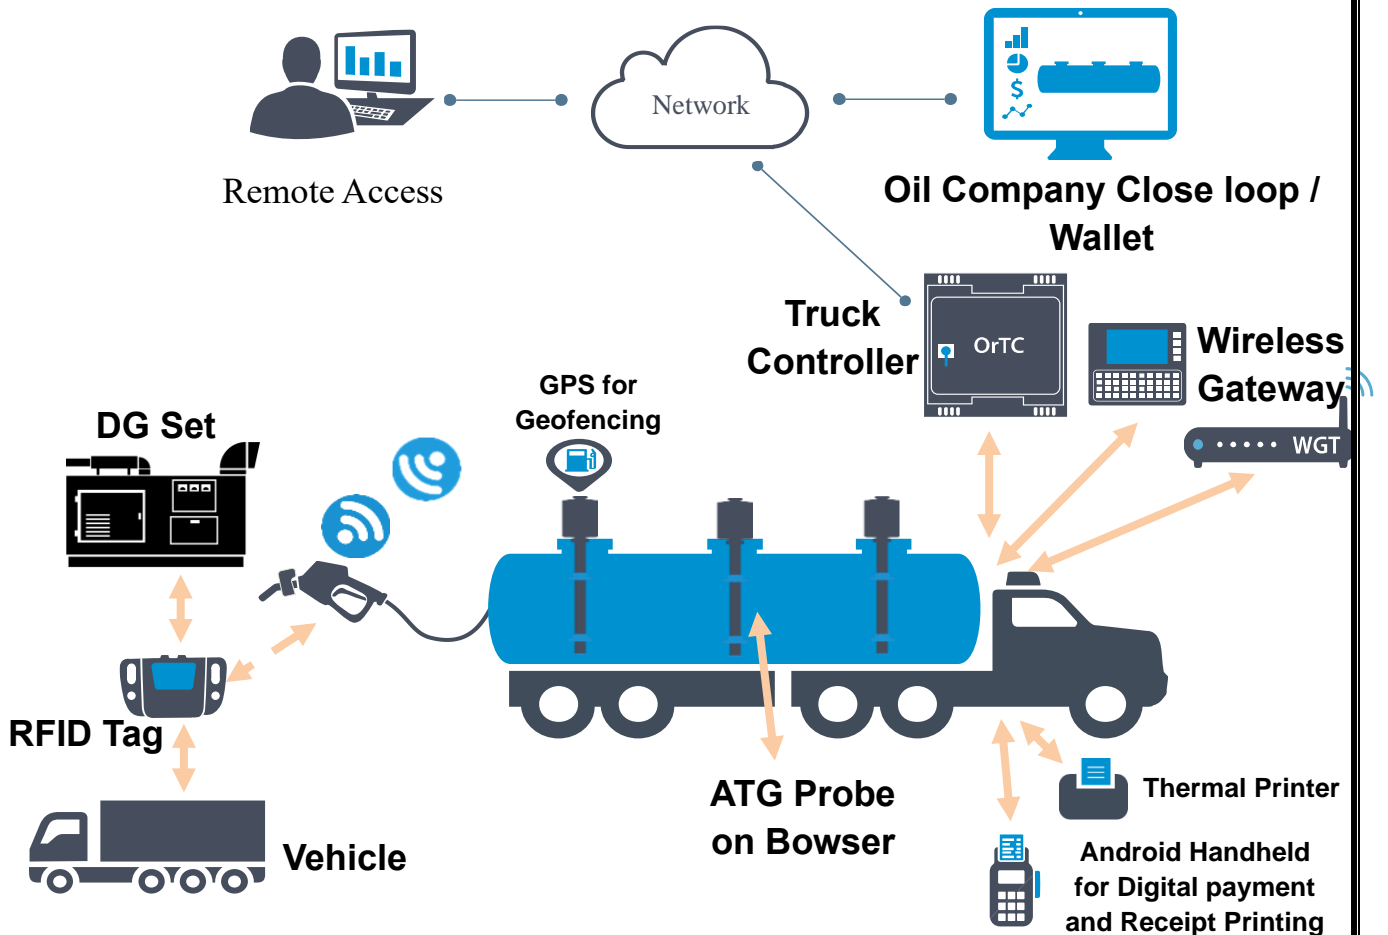 Network
Remote Access
$
Oil Company Close loop /
Wallet
Truck
Controller
OrTC
Wireless
Gateway
WGT
GPS for
Geofencing
DG Set
RFID Tag
ATG Probe
on Bowser
Vehicle
Thermal Printer
Android Handheld
for Digital payment
and Receipt Printing